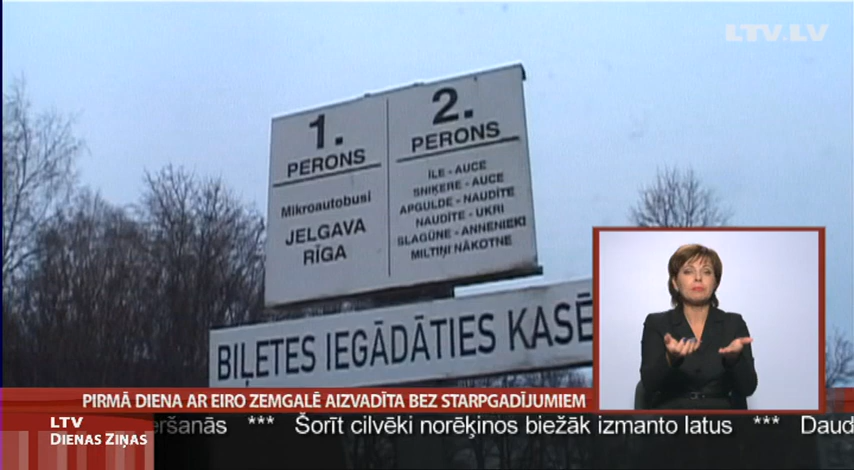 LTV.LV
1.
PERONS
Mikroautobusi
JELGAVA
RĪGA
2.
PERONS
ĪLE - AUCE
SNIĶERE - AUCE
APGULDE - NAUDĪTE
NAUDĪTE - UKRI
SLAGŪNE - ANNENIEKI
MILTIŅI NĀKOTNE
BIĻETES IEGĀDĀTIES KASĒ
PIRMĀ DIENA AR EIRO ZEMGALĒ AIZVADĪTA BEZ STARPGADĪJUMIEM
LTV
DIENAS ZIŅAS
eršanās *** Šorīt cilvēki norēķinos biežāk izmanto latus *** Daud